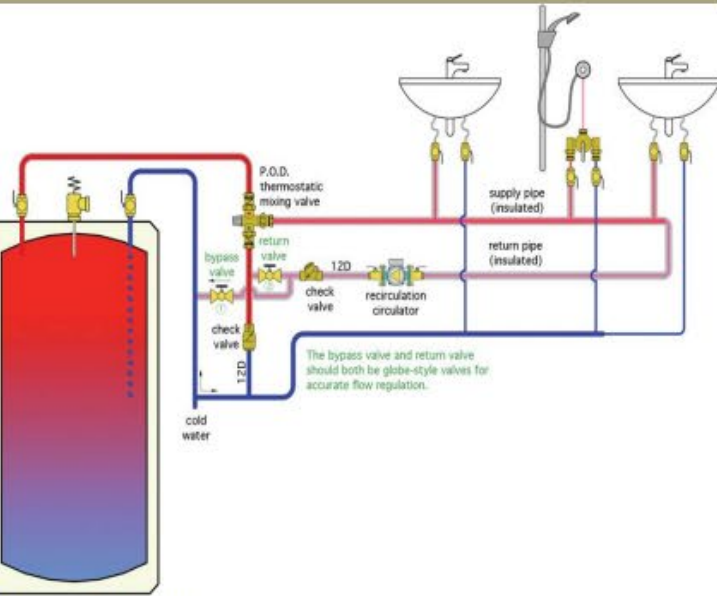 P.O.D.
thermostatic
mixing valve
supply pipe
(insulated)
return
valve
return pipe
(insulated)
bypass
valve
12D
2
1
check
valve
recirculation
circulator
check
valve
12D
The bypass valve and return valve
should both be globe-style valves for
accurate flow regulation.
cold
water